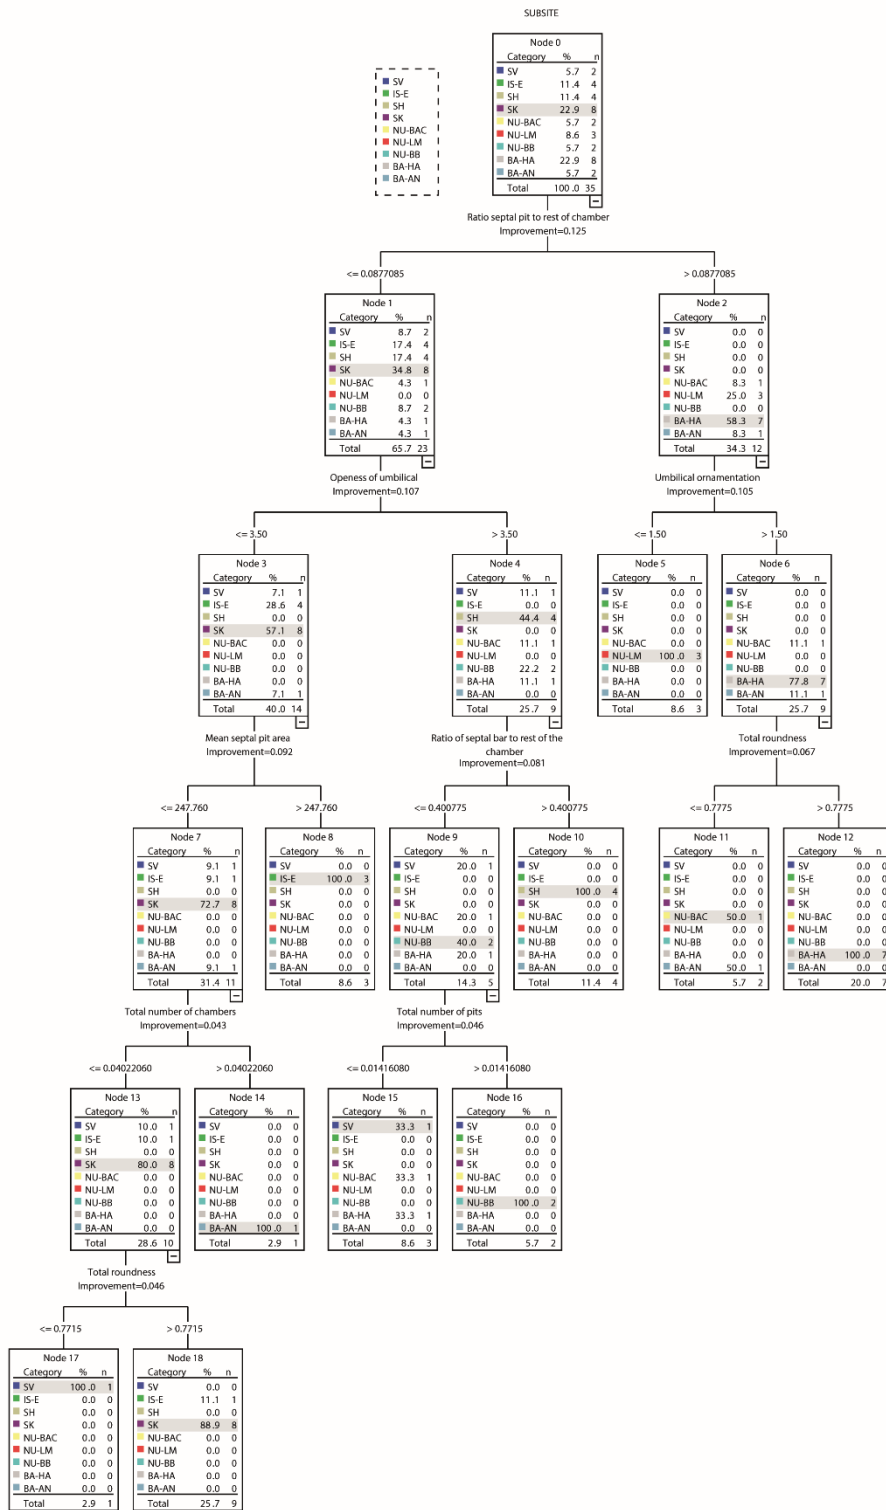 SUBSITE
SV
IS-E
SH
SK
NU-BAC
NU-LM
NU-BB
BA-HA
BA-AN
Node 0
Category % n
SV 5.7 2
IS-E 11.4 4
SH 11.4 4
SK 22.9 8
NU-BAC 5.7 2
NU-LM 8.6 3
NU-BB 5.7 2
BA-HA 22.9 8
BA-AN 5.7 2
Total 100.0 35
Ratio septal pit to rest of chamber
Improvement=0.125
<= 0.0877085
> 0.0877085
Node 1
Category % n
SV 8.7 2
IS-E 17.4 4
SH 17.4 4
SK 34.8 8
NU-BAC 4.3 1
NU-LM 0.0 0
NU-BB 8.7 2
BA-HA 4.3 1
BA-AN 4.3 1
Total 65.7 23
Node 2
Category % n
SV 0.0 0
IS-E 0.0 0
SH 0.0 0
SK 0.0 0
NU-BAC 8.3 1
NU-LM 25.0 3
NU-BB 0.0 0
BA-HA 58.3 7
BA-AN 8.3 1
Total 34.3 12
Openess of umbilical
Improvement=0.107
Umbilical ornamentation
Improvement=0.105
<= 3.50
> 3.50
<= 1.50
> 1.50
Node 3
Category % n
SV 7.1 1
IS-E 28.6 4
SH 0.0 0
SK 57.1 8
NU-BAC 0.0 0
NU-LM 0.0 0
NU-BB 0.0 0
BA-HA 0.0 0
BA-AN 7.1 1
Total 40.0 14
Node 4
Category % n
SV 11.1 1
IS-E 0.0 0
SH 44.4 4
SK 0.0 0
NU-BAC 11.1 1
NU-LM 0.0 0
NU-BB 22.2 2
BA-HA 11.1 1
BA-AN 0.0 0
Total 25.7 9
Node 5
Category % n
SV 0.0 0
IS-E 0.0 0
SH 0.0 0
SK 0.0 0
NU-BAC 0.0 0
NU-LM 100.0 3
NU-BB 0.0 0
BA-HA 0.0 0
BA-AN 0.0 0
Total 8.6 3
Node 6
Category % n
SV 0.0 0
IS-E 0.0 0
SH 0.0 0
SK 0.0 0
NU-BAC 11.1 1
NU-LM 0.0 0
NU-BB 0.0 0
BA-HA 77.8 7
BA-AN 11.1 1
Total 25.7 9
Mean septal pit area
Improvement=0.092
Ratio of septal bar to rest of the
chamber
Improvement=0.081
Total roundness
Improvement=0.067
<= 247.760
> 247.760
<= 0.400775
> 0.400775
<= 0.7775
> 0.7775
Node 7
Category % n
SV 9.1 1
IS-E 9.1 1
SH 0.0 0
SK 72.7 8
NU-BAC 0.0 0
NU-LM 0.0 0
NU-BB 0.0 0
BA-HA 0.0 0
BA-AN 9.1 1
Total 31.4 11
Node 8
Category % n
SV 0.0 0
IS-E 100.0 3
SH 0.0 0
SK 0.0 0
NU-BAC 0.0 0
NU-LM 0.0 0
NU-BB 0.0 0
BA-HA 0.0 0
BA-AN 0.0 0
Total 8.6 3
Node 9
Category % n
SV 20.0 1
IS-E 0.0 0
SH 0.0 0
SK 0.0 0
NU-BAC 20.0 1
NU-LM 0.0 0
NU-BB 40.0 2
BA-HA 20.0 1
BA-AN 0.0 0
Total 14.3 5
Node 10
Category % n
SV 0.0 0
IS-E 0.0 0
SH 100.0 4
SK 0.0 0
NU-BAC 0.0 0
NU-LM 0.0 0
NU-BB 0.0 0
BA-HA 0.0 0
BA-AN 0.0 0
Total 11.4 4
Node 11
Category % n
SV 0.0 0
IS-E 0.0 0
SH 0.0 0
SK 0.0 0
NU-BAC 50.0 1
NU-LM 0.0 0
NU-BB 0.0 0
BA-HA 0.0 0
BA-AN 50.0 1
Total 5.7 2
Node 12
Category % n
SV 0.0 0
IS-E 0.0 0
SH 0.0 0
SK 0.0 0
NU-BAC 0.0 0
NU-LM 0.0 0
NU-BB 0.0 0
BA-HA 100.0 7
BA-AN 0.0 0
Total 20.0 7
Total number of chambers
Improvement=0.043
Total number of pits
Improvement=0.046
<= 0.04022060
> 0.04022060
<= 0.01416080
> 0.01416080
Node 13
Category % n
SV 10.0 1
IS-E 10.0 1
SH 0.0 0
SK 80.0 8
NU-BAC 0.0 0
NU-LM 0.0 0
NU-BB 0.0 0
BA-HA 0.0 0
BA-AN 0.0 0
Total 28.6 10
Node 14
Category % n
SV 0.0 0
IS-E 0.0 0
SH 0.0 0
SK 0.0 0
NU-BAC 0.0 0
NU-LM 0.0 0
NU-BB 0.0 0
BA-HA 0.0 0
BA-AN 100.0 1
Total 2.9 1
Node 15
Category % n
SV 33.3 1
IS-E 0.0 0
SH 0.0 0
SK 0.0 0
NU-BAC 33.3 1
NU-LM 0.0 0
NU-BB 0.0 0
BA-HA 33.3 1
BA-AN 0.0 0
Total 8.6 3
Node 16
Category % n
SV 0.0 0
IS-E 0.0 0
SH 0.0 0
SK 0.0 0
NU-BAC 0.0 0
NU-LM 0.0 0
NU-BB 100.0 2
BA-HA 0.0 0
BA-AN 0.0 0
Total 5.7 2
Total roundness
Improvement=0.046
<= 0.7715
> 0.7715
Node 17
Category % n
SV 100.0 1
IS-E 0.0 0
SH 0.0 0
SK 0.0 0
NU-BAC 0.0 0
NU-LM 0.0 0
NU-BB 0.0 0
BA-HA 0.0 0
BA-AN 0.0 0
Total 2.9 1
Node 18
Category % n
SV 0.0 0
IS-E 11.1 1
SH 0.0 0
SK 88.9 8
NU-BAC 0.0 0
NU-LM 0.0 0
NU-BB 0.0 0
BA-HA 0.0 0
BA-AN 0.0 0
Total 25.7 9